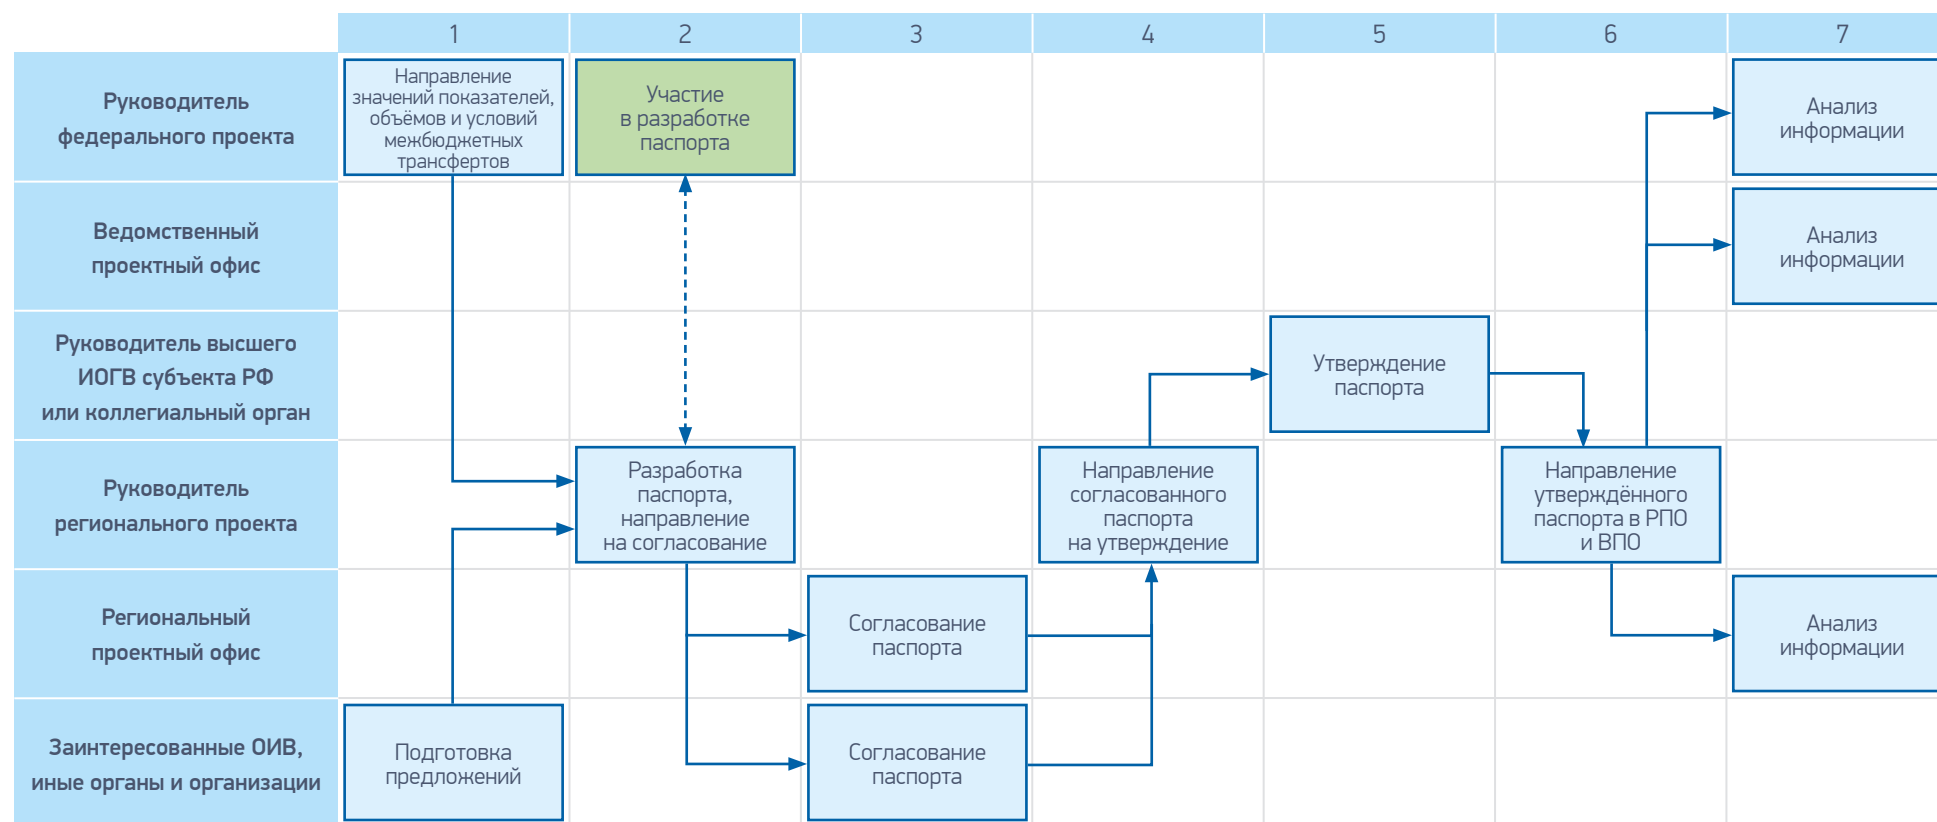 1
2
3
4
5
6
7
Руководитель
федерального проекта
Направление
значений показателей,
объёмов и условий
межбюджетных
трансфертов
Участие
в разработке
паспорта
Анализ
информации
Ведомственный
проектный офис
Анализ
информации
Руководитель высшего
ИОГВ субъекта РФ
или коллегиальный орган
Утверждение
паспорта
Руководитель
регионального проекта
Разработка
паспорта,
направление
на согласование
Направление
согласованного
паспорта
на утверждение
Направление
утверждённого
паспорта в РПО
и ВПО
Региональный
проектный офис
Согласование
паспорта
Анализ
информации
Заинтересованные ОИВ,
иные органы и организации
Подготовка
предложений
Согласование
паспорта